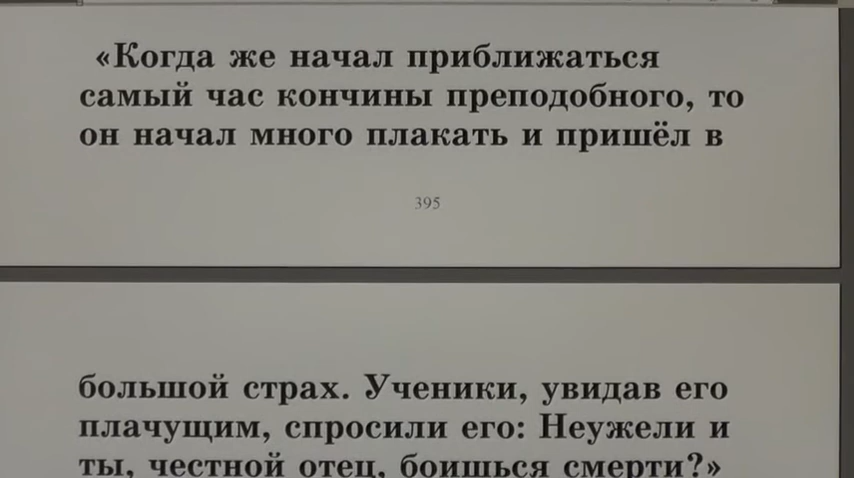 «Когда же начал приближаться
самый час кончины преподобного, то
он начал много плакать и пришёл в
395
большой страх. Ученики, увидав его
плачущим, спросили его: Неужели и
ты, честной отец, боишься смерти?»